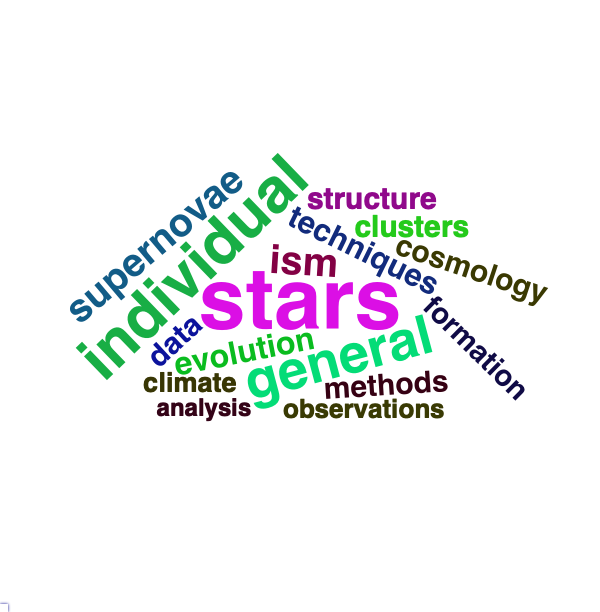 supernovae
individual
structure
techniques
clusters
cosmology
ism
stars
data
evolution
general
formation
climate
methods
analysis
observations